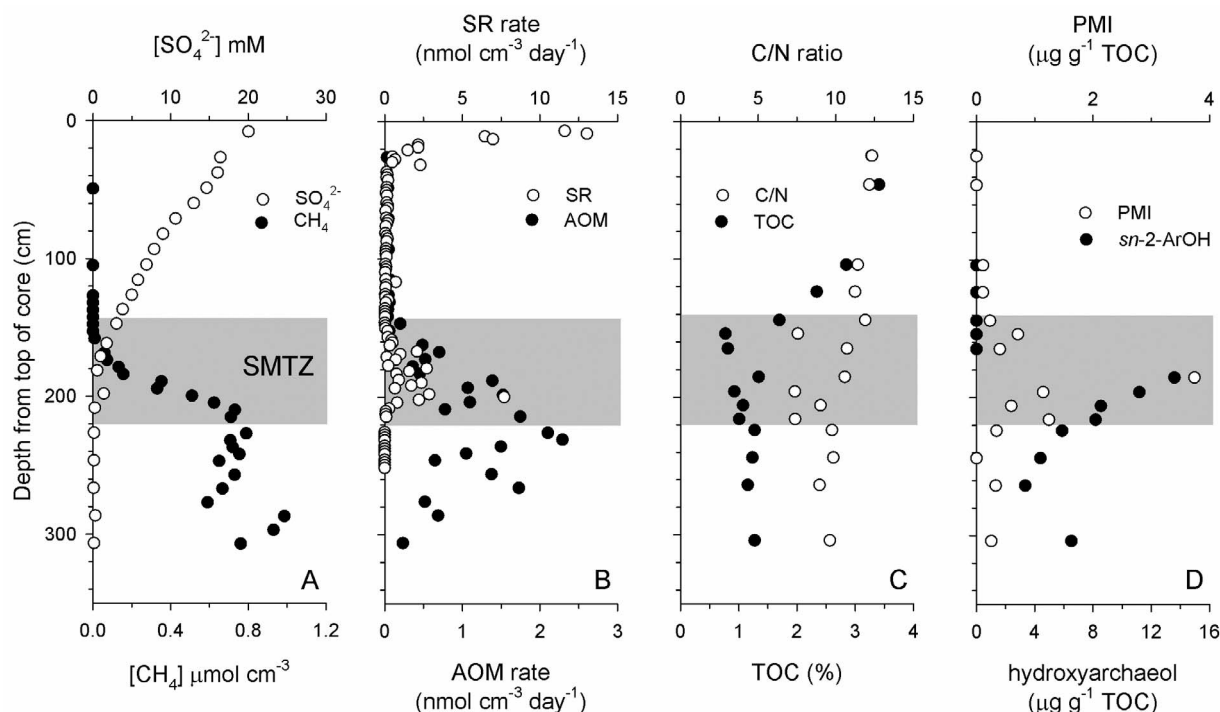 [SO₄²⁻] mM
0 10 20 30
SR rate
(nmol cm⁻³ day⁻¹)
0 5 10 15
C/N ratio
0 5 10 15
PMI
(μg g⁻¹ TOC)
0 2 4
Depth from top of core (cm)
0
100
200
300
SO₄²⁻
CH₄
SMTZ
A
SR
AOM
B
C/N
TOC
C
PMI
sn-2-ArOH
D
0.0 0.4 0.8 1.2
[CH₄] μmol cm⁻³
0 1 2 3
AOM rate
(nmol cm⁻³ day⁻¹)
0 1 2 3 4
TOC (%)
0 4 8 12 16
hydroxyarchaeol
(μg g⁻¹ TOC)